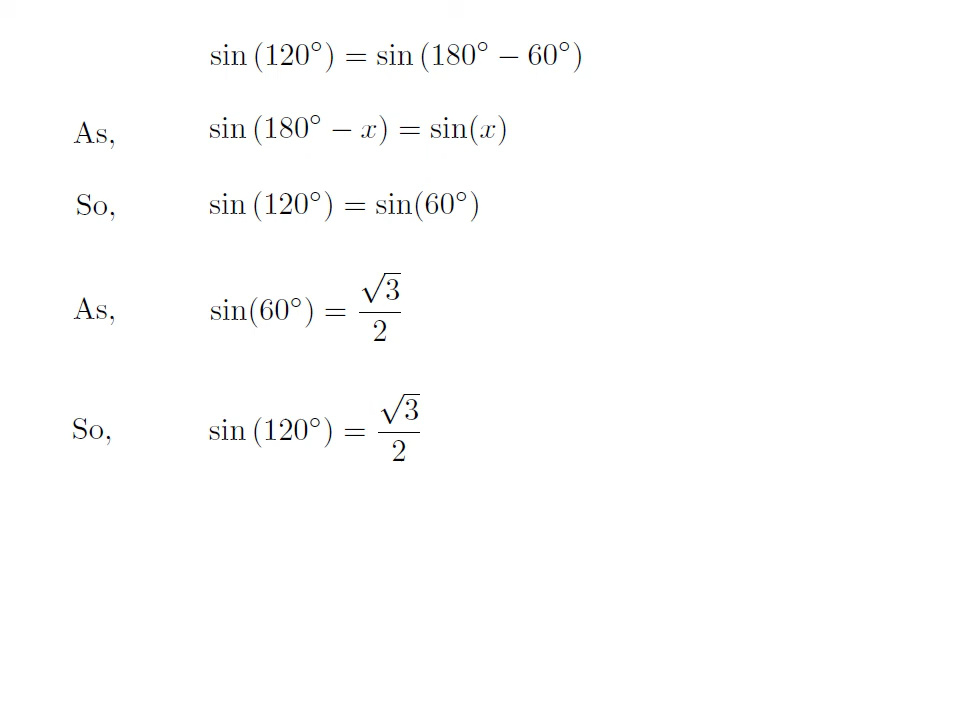 sin (120°) = sin (180° − 60°)
As, sin (180° − x) = sin(x)
So, sin (120°) = sin(60°)
As, sin(60°) = √3/2
So, sin (120°) = √3/2